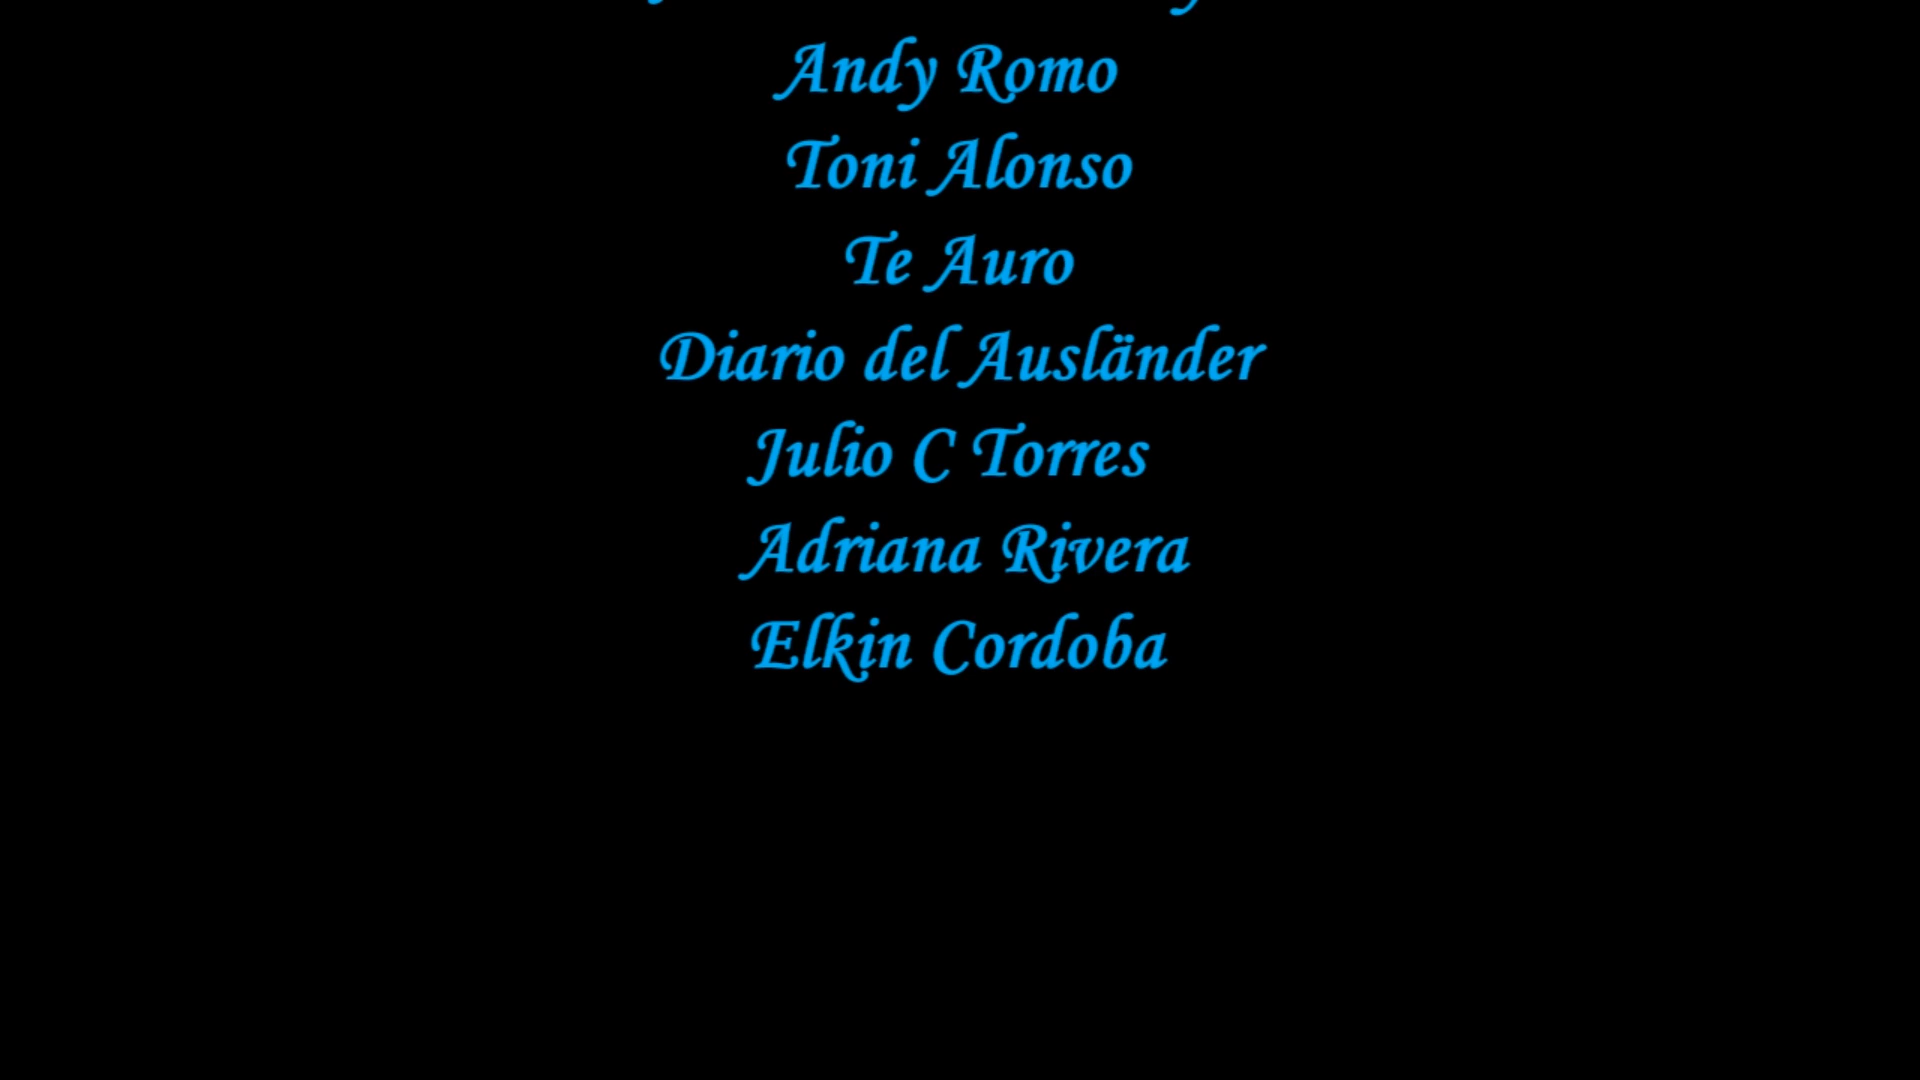 Andy Romo
Toni Alonso
Te Auro
Diario del Ausländer
Julio C Torres
Adriana Rivera
Elkin Cordoba